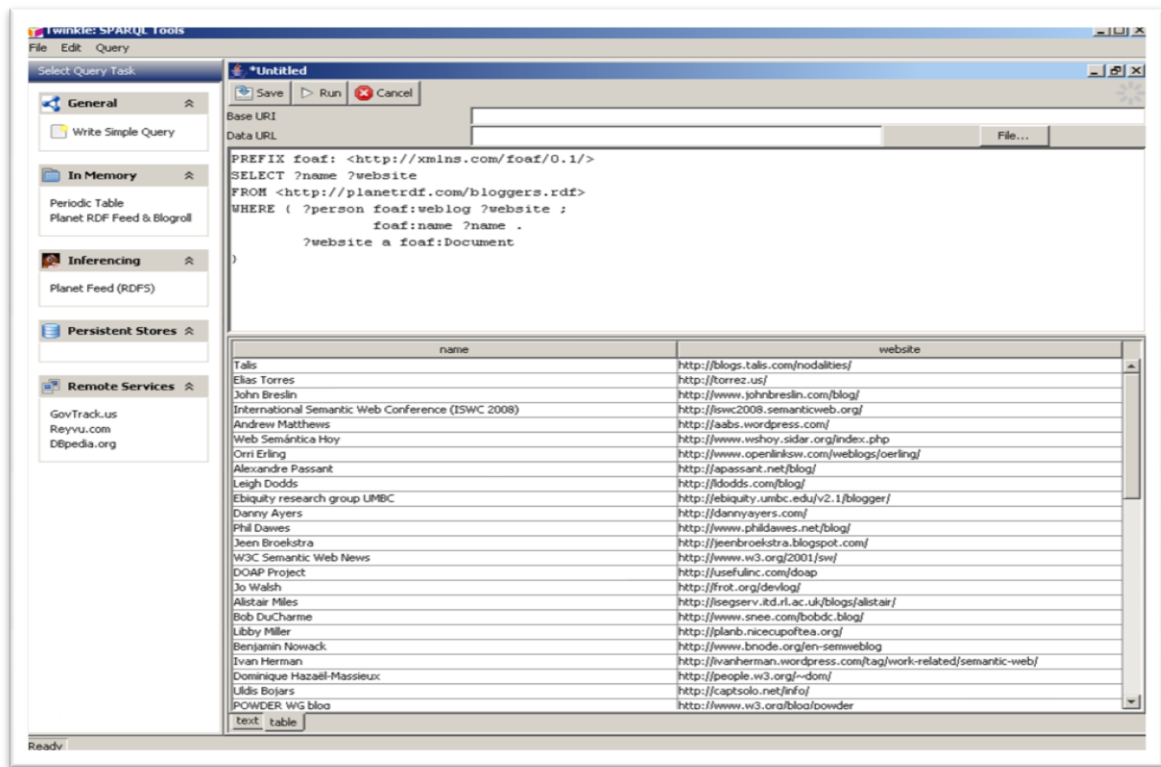 Twinkle: SPARQL Tools
File Edit Query
Select Query Task
General
Write Simple Query
In Memory
Periodic Table
Planet RDF Feed & Blogroll
Inferencing
Planet Feed (RDFS)
Persistent Stores
Remote Services
GovTrack.us
Reyvu.com
DBpedia.org
*Untitled
Save Run Cancel
Base URI
Data URL File...
PREFIX foaf: <http://xmlns.com/foaf/0.1/>
SELECT ?name ?website
FROM <http://planetrdf.com/bloggers.rdf>
WHERE { ?person foaf:weblog ?website ;
foaf:name ?name .
?website a foaf:Document
}
name website
Talis http://blogs.talis.com/nodalities/
Elias Torres http://torrez.us/
John Breslin http://www.johnbreslin.com/blog/
International Semantic Web Conference (ISWC 2008) http://iswc2008.semanticweb.org/
Andrew Matthews http://aabs.wordpress.com/
Web Semántica Hoy http://www.wshoy.sidar.org/index.php
Orri Erling http://www.openlinksw.com/weblogs/oerling/
Alexandre Passant http://apassant.net/blog/
Leigh Dodds http://ldodds.com/blog/
Ebiquity research group UMBC http://ebiquity.umbc.edu/v2.1/blogger/
Danny Ayers http://dannyayers.com/
Phil Dawes http://www.phildawes.net/blog/
Jeen Broekstra http://jeenbroekstra.blogspot.com/
W3C Semantic Web News http://www.w3.org/2001/sw/
DOAP Project http://usefulinc.com/doap
Jo Walsh http://frot.org/devlog/
Alistair Miles http://isegserv.itd.rl.ac.uk/blogs/alistair/
Bob DuCharme http://www.snee.com/bobdc.blog/
Libby Miller http://planb.nicecupoftea.org/
Benjamin Nowack http://www.bnode.org/en-semweblog
Ivan Herman http://ivanherman.wordpress.com/tag/work-related/semantic-web/
Dominique Hazaël-Massieux http://people.w3.org/~dom/
Uldis Bojars http://captsolo.net/info/
POWDER WG blog http://www.w3.org/blog/powder
text table
Ready